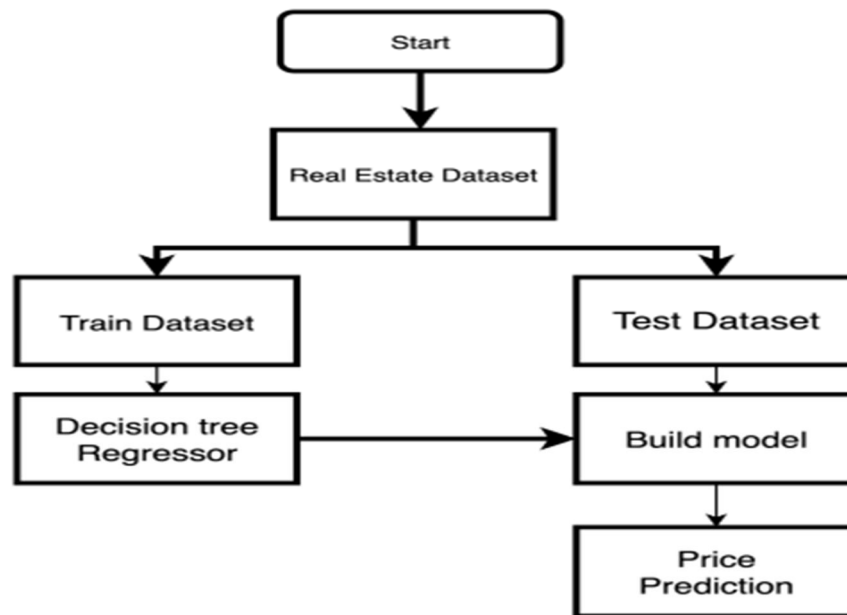 Start
Real Estate Dataset
Train Dataset
Test Dataset
Decision tree
Regressor
Build model
Price
Prediction